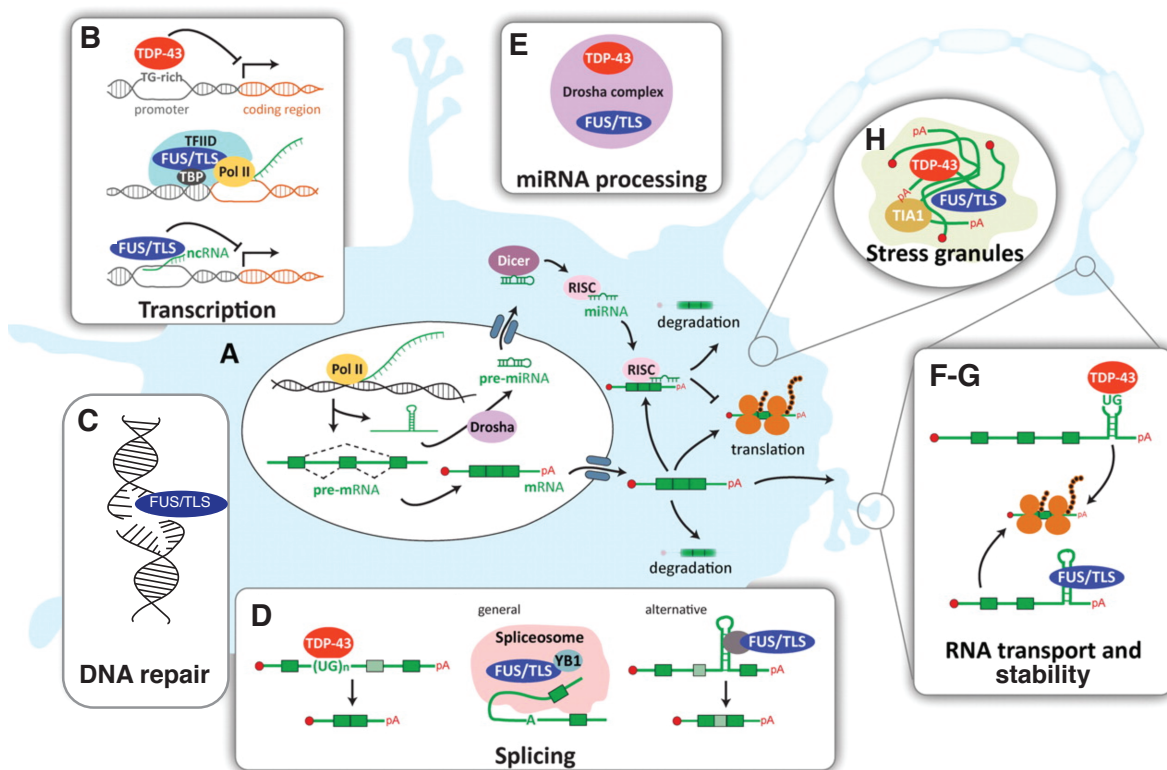 B
TDP-43
TG-rich
promoter
coding region
TFIID
FUS/TLS
Pol II
TBP
FUS/TLS
ncRNA
Transcription
E
TDP-43
Drosha complex
FUS/TLS
miRNA processing
H
pA
TDP-43
pA
FUS/TLS
TIA1
pA
Stress granules
A
Pol II
pre-miRNA
Drosha
pre-mRNA
pA
mRNA
Dicer
RISC
miRNA
degradation
RISC
pA
pA
translation
pA
degradation
C
FUS/TLS
DNA repair
F-G
TDP-43
UG
pA
pA
FUS/TLS
pA
RNA transport and
stability
D
TDP-43
(UG)n
pA
pA
general
Spliceosome
YB1
FUS/TLS
A
alternative
FUS/TLS
pA
pA
Splicing